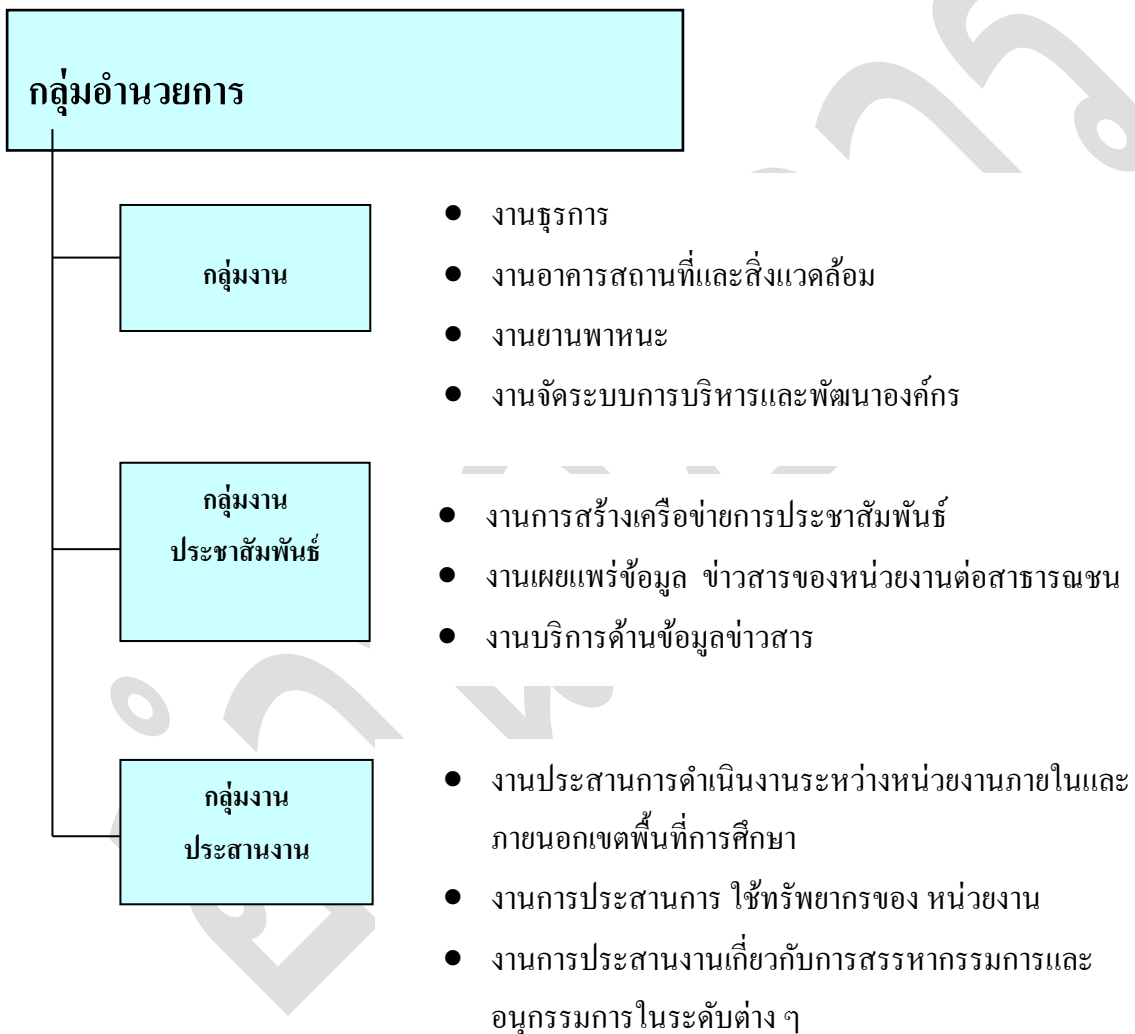 กลุ่มอำนวยการ
กลุ่มงาน
● งานธุรการ
● งานอาคารสถานที่และสิ่งแวดล้อม
● งานยานพาหนะ
● งานจัดระบบการบริหารและพัฒนาองค์กร
กลุ่มงาน
ประชาสัมพันธ์
● งานการสร้างเครือข่ายการประชาสัมพันธ์
● งานเผยแพร่ข้อมูล ข่าวสารของหน่วยงานต่อสาธารณชน
● งานบริการด้านข้อมูลข่าวสาร
กลุ่มงาน
ประสานงาน
● งานประสานการดำเนินงานระหว่างหน่วยงานภายในและ
ภายนอกเขตพื้นที่การศึกษา
● งานการประสานการ ใช้ทรัพยากรของ หน่วยงาน
● งานการประสานงานเกี่ยวกับการสรรหากรรมการและ
อนุกรรมการในระดับต่าง ๆ